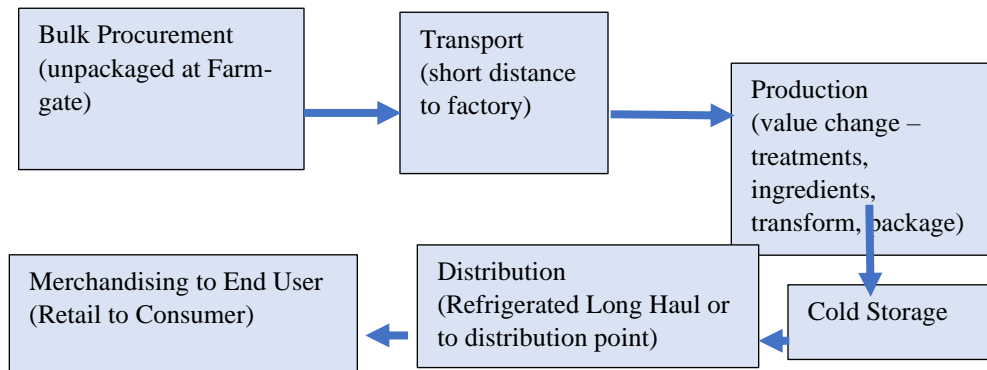 Bulk Procurement
(unpackaged at Farm-
gate)
Transport
(short distance
to factory)
Production
(value change –
treatments,
ingredients,
transform, package)
Cold Storage
Distribution
(Refrigerated Long Haul or
to distribution point)
Merchandising to End User
(Retail to Consumer)